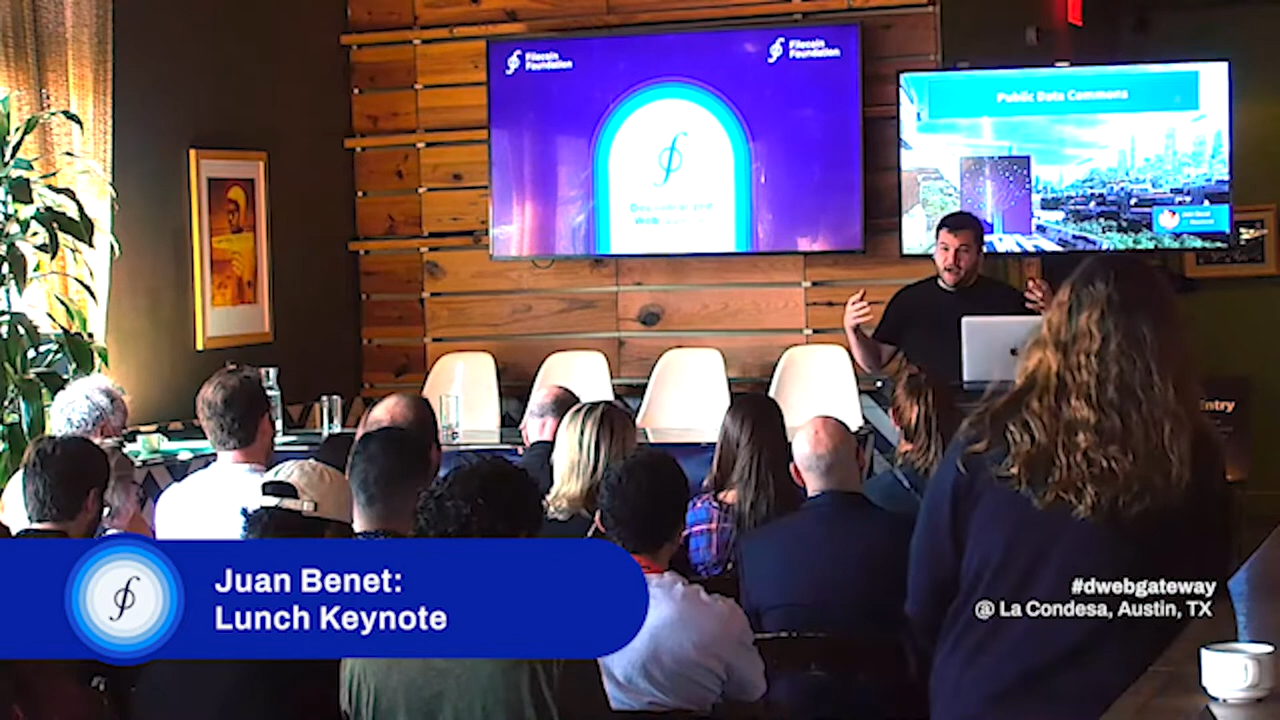 Filecoin
Foundation
Filecoin
Foundation
Public Data Commons
Juan Benet:
Lunch Keynote
#dwebgateway
@ La Condesa, Austin, TX